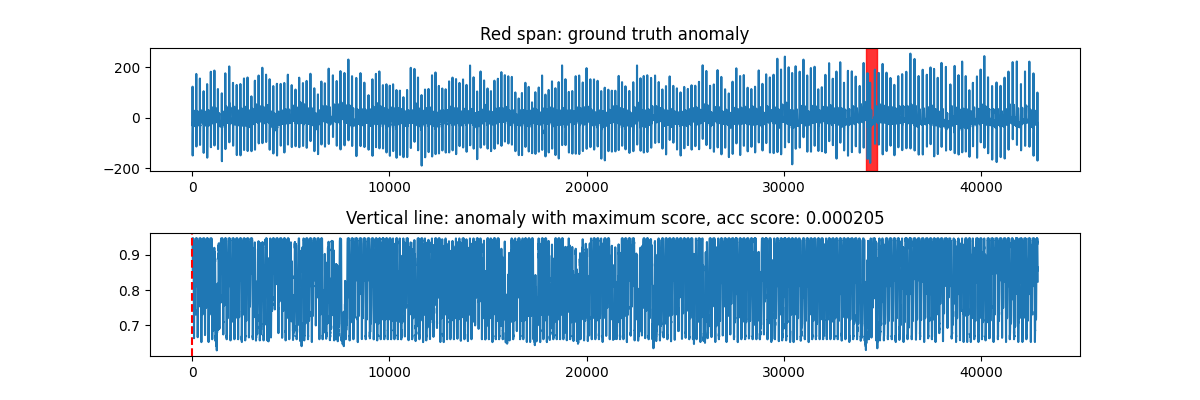 Red span: ground truth anomaly
200
0
−200
0 10000 20000 30000 40000
Vertical line: anomaly with maximum score, acc score: 0.000205
0.9
0.8
0.7
0 10000 20000 30000 40000